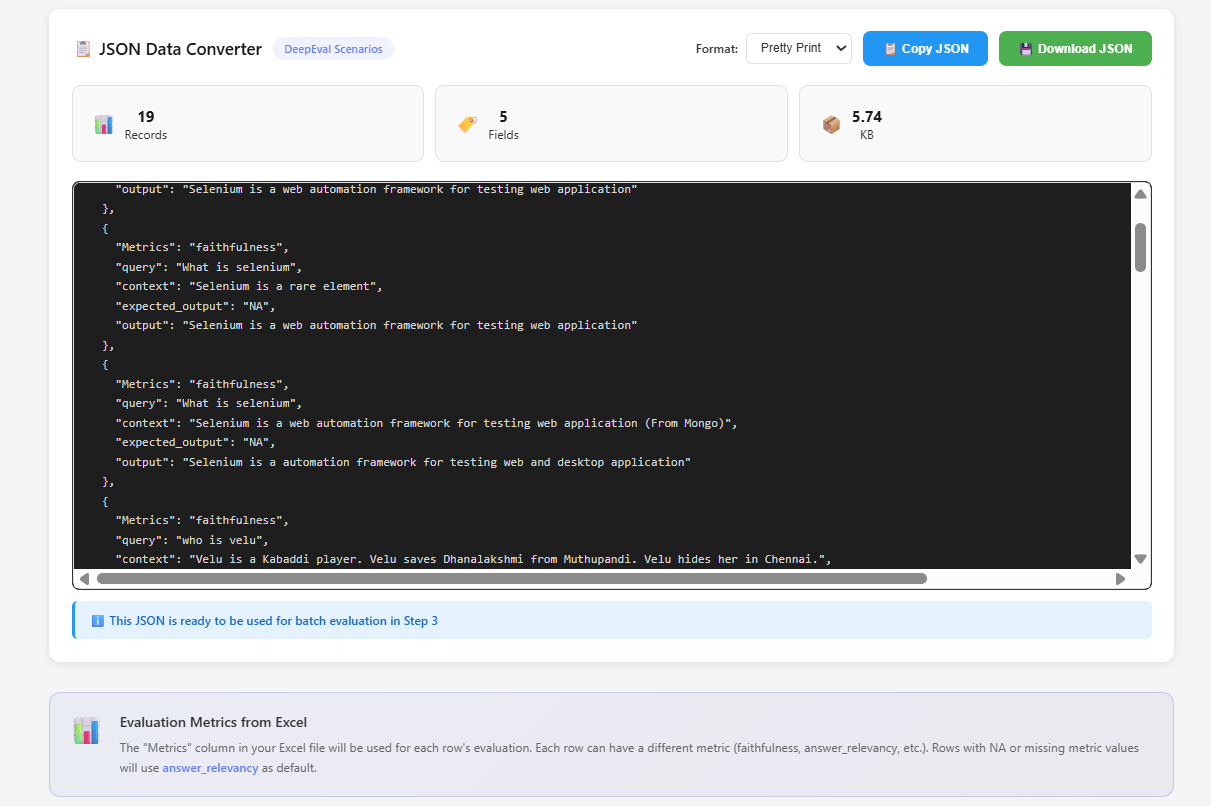 JSON Data Converter DeepEval Scenarios Format: Pretty Print Copy JSON Download JSON
19
Records
5
Fields
5.74
KB
"output": "Selenium is a web automation framework for testing web application"
},
{
"Metrics": "faithfulness",
"query": "What is selenium",
"context": "Selenium is a rare element",
"expected_output": "NA",
"output": "Selenium is a web automation framework for testing web application"
},
{
"Metrics": "faithfulness",
"query": "What is selenium",
"context": "Selenium is a web automation framework for testing web application (From Mongo)",
"expected_output": "NA",
"output": "Selenium is a automation framework for testing web and desktop application"
},
{
"Metrics": "faithfulness",
"query": "who is velu",
"context": "Velu is a Kabaddi player. Velu saves Dhanalakshmi from Muthupandi. Velu hides her in Chennai.",
This JSON is ready to be used for batch evaluation in Step 3
Evaluation Metrics from Excel
The "Metrics" column in your Excel file will be used for each row's evaluation. Each row can have a different metric (faithfulness, answer_relevancy, etc.). Rows with NA or missing metric values
will use answer_relevancy as default.